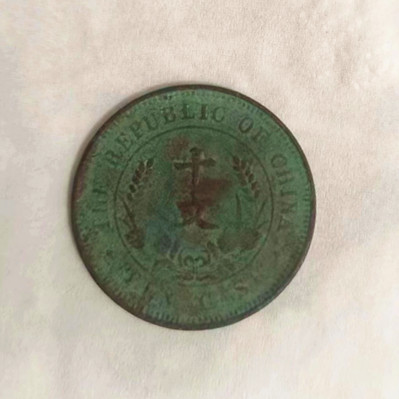 THE REPUBLIC OF CHINA
十
文